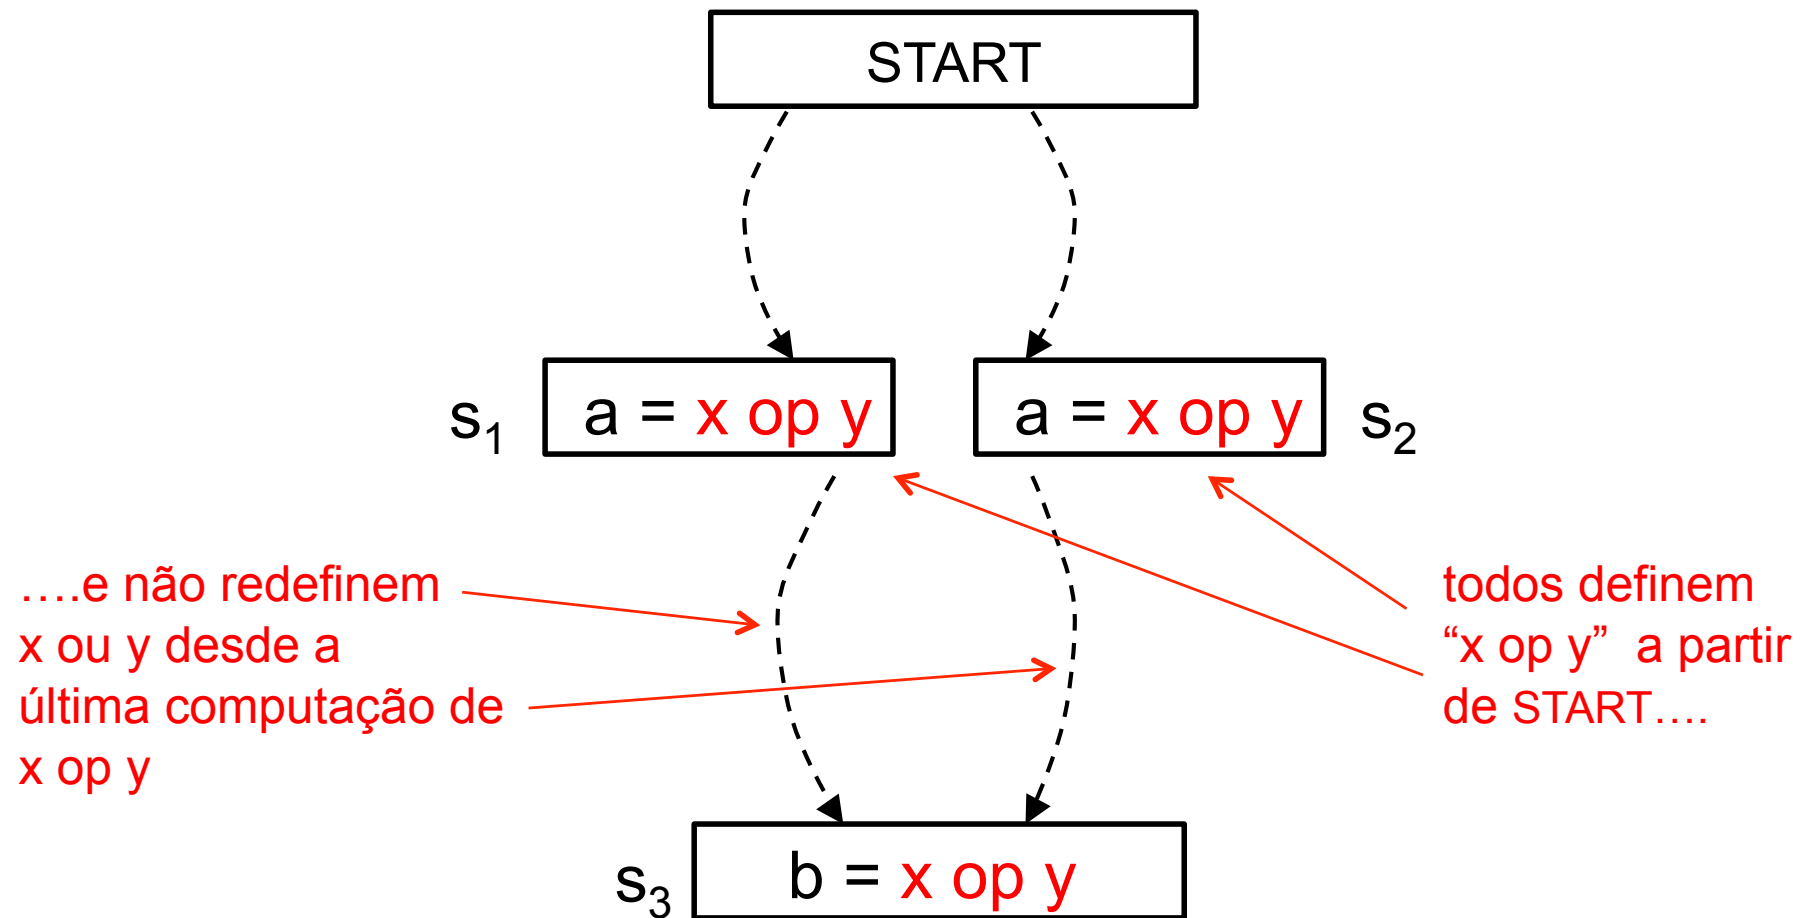 START
s₁ a = x op y
a = x op y s₂
….e não redefinem
x ou y desde a
última computação de
x op y
todos definem
“x op y” a partir
de START….
s₃ b = x op y